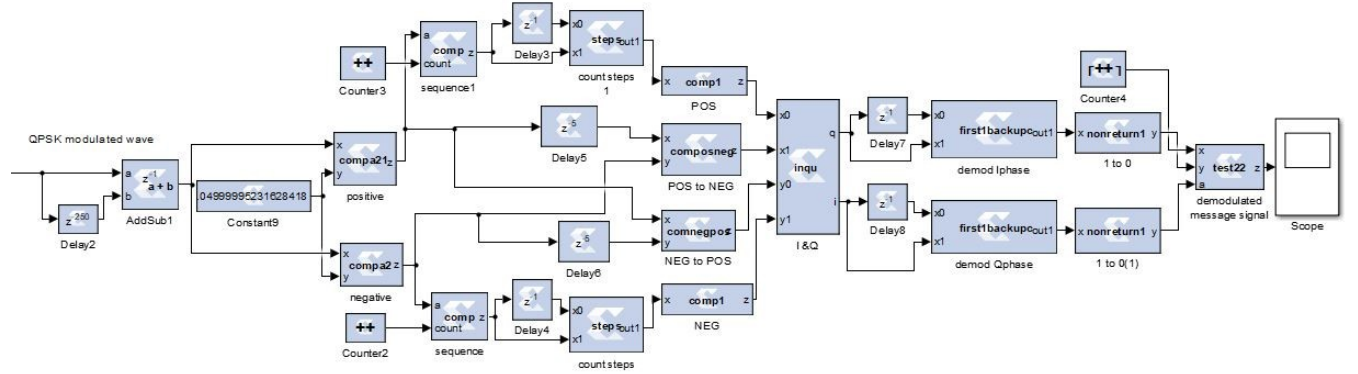 QPSK modulated wave
a
b
z-1
a + b
AddSub1
z-250
Delay2
.04999995231628418
Constant9
++
Counter3
a
count
comp
z
sequence1
z-1
Delay3
x0
x1
steps
out1
count steps
1
x
comp1
z
POS
x
y
compa21
z
positive
z-5
Delay5
x
y
composneg
z
POS to NEG
x
y
comnegpos
z
NEG to POS
z-5
Delay6
x
y
compa2
z
negative
++
Counter2
a
count
comp
z
sequence
z-1
Delay4
x0
x1
steps
out1
count steps
x
comp1
z
NEG
x0
x1
y0
y1
inqu
q
i
I &Q
z-1
Delay7
x0
x1
first1backupc
out1
demod Iphase
x
nonreturn1
y
1 to 0
++
Counter4
z-1
Delay8
x0
x1
first1backupc
out1
demod Qphase
x
nonreturn1
y
1 to 0(1)
x
y
a
test22
z
demodulated
message signal
Scope